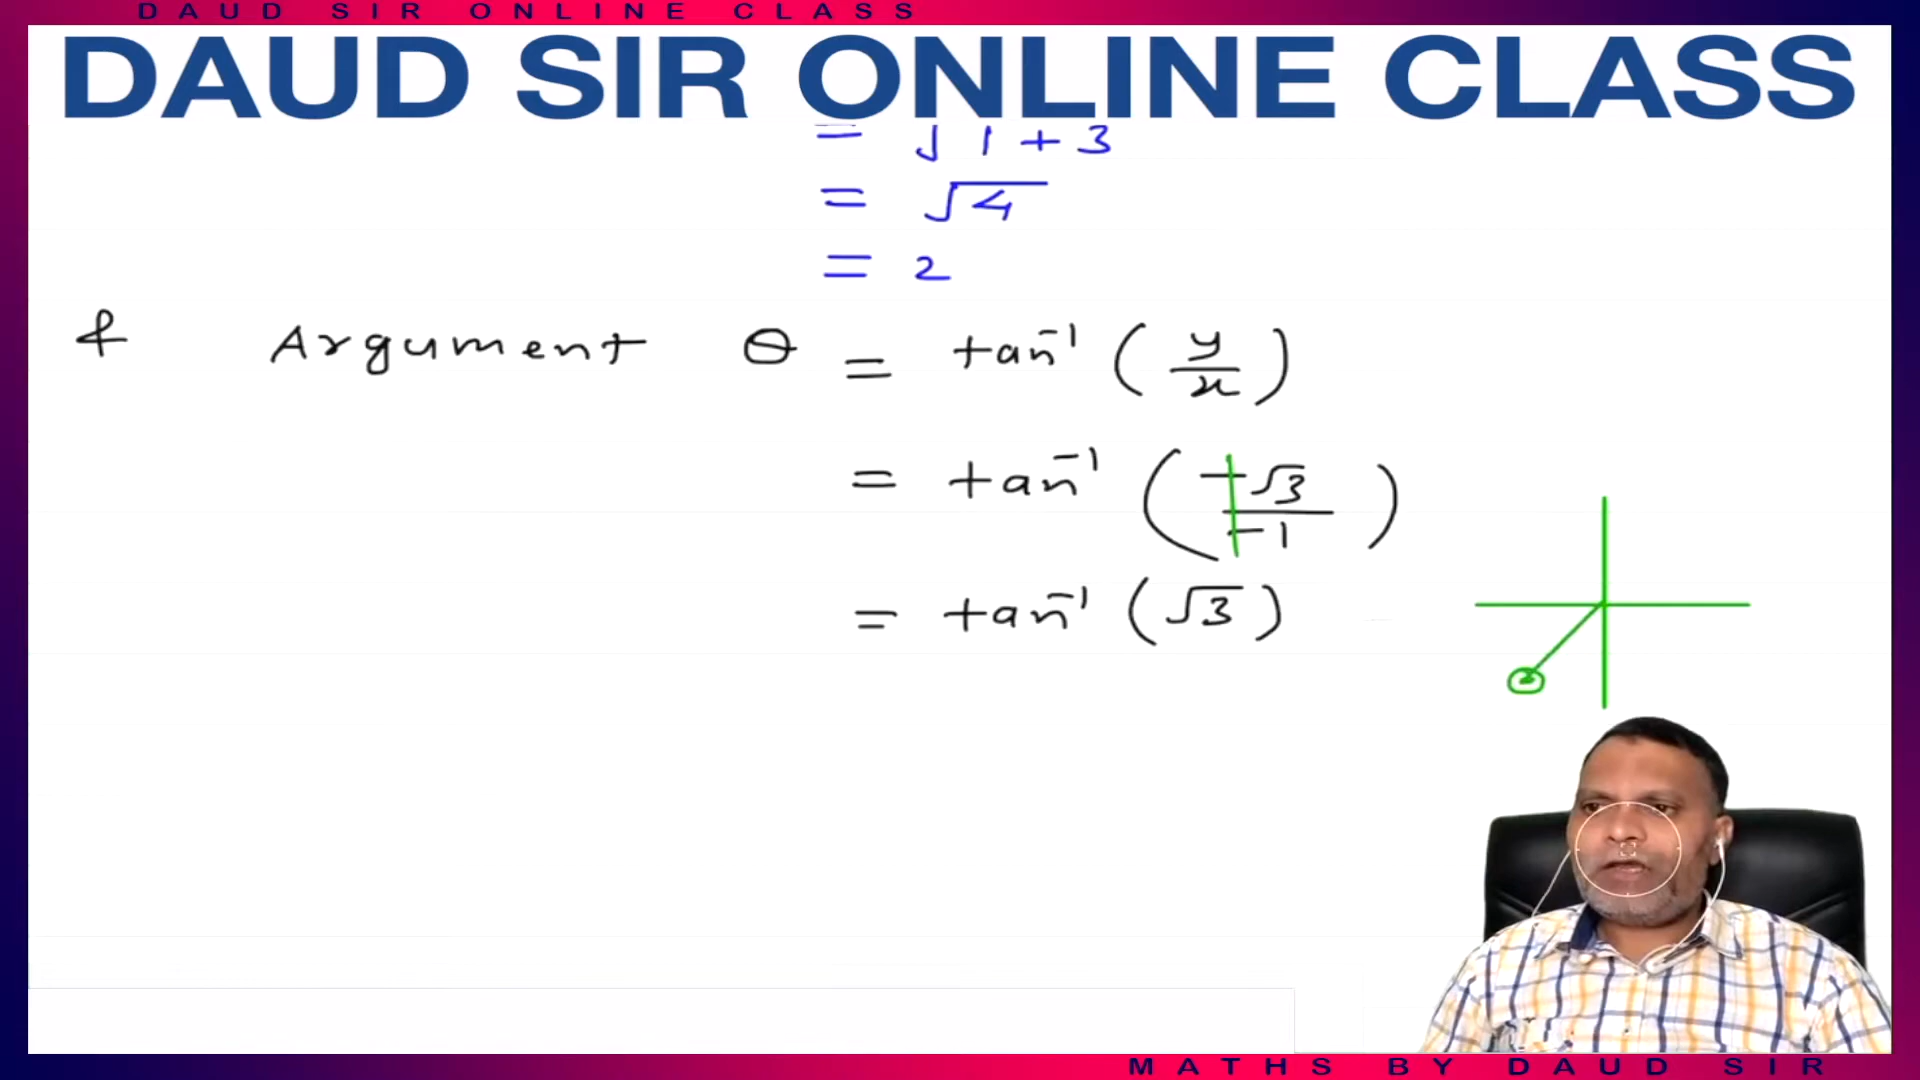 DAUD SIR ONLINE CLASS
DAUD SIR ONLINE CLASS
= √1+3
= √4
= 2
& Argument θ = tan⁻¹ (y/x)
= tan⁻¹ (-√3/-1)
= tan⁻¹ (√3)
MATHS BY DAUD SIR